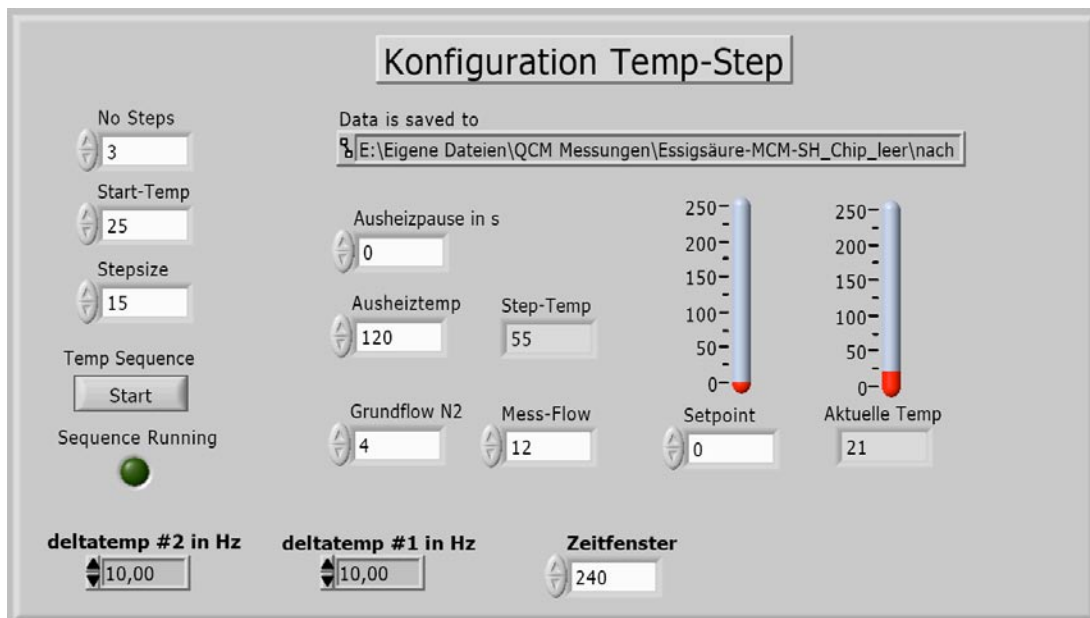 Konfiguration Temp-Step
No Steps
3
Start-Temp
25
Stepsize
15
Temp Sequence
Start
Sequence Running
Data is saved to
E:\Eigene Dateien\QCM Messungen\Essigsäure-MCM-SH_Chip_leer\nach
Ausheizpause in s
0
Ausheiztemp
120
Step-Temp
55
Grundflow N2
4
Mess-Flow
12
250
200
150
100
50
0
Setpoint
0
250
200
150
100
50
0
Aktuelle Temp
21
deltatemp #2 in Hz
10,00
deltatemp #1 in Hz
10,00
Zeitfenster
240